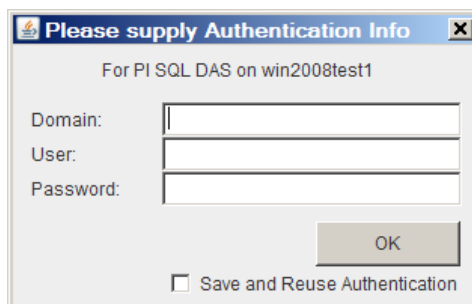 Please supply Authentication Info
For PI SQL DAS on win2008test1
Domain:
User:
Password:
OK
Save and Reuse Authentication